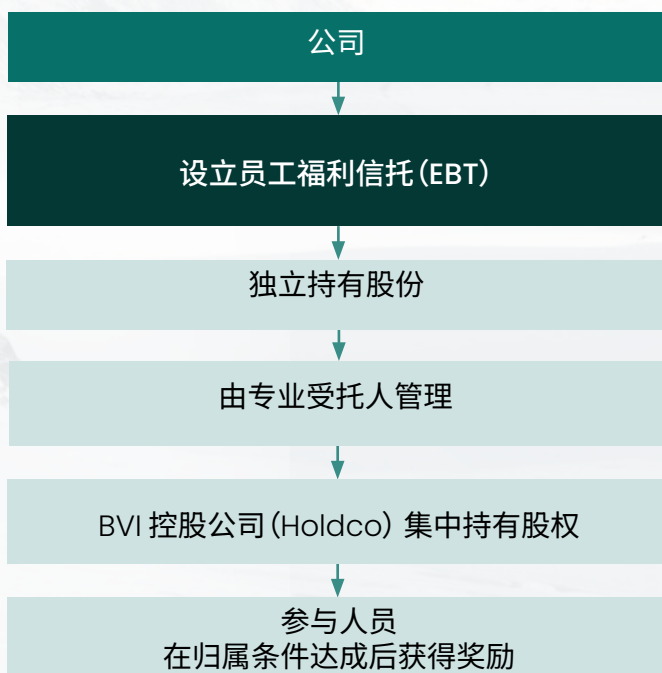 公司
设立员工福利信托（EBT）
独立持有股份
由专业受托人管理
BVI 控股公司（Holdco）集中持有股权
参与人员
在归属条件达成后获得奖励